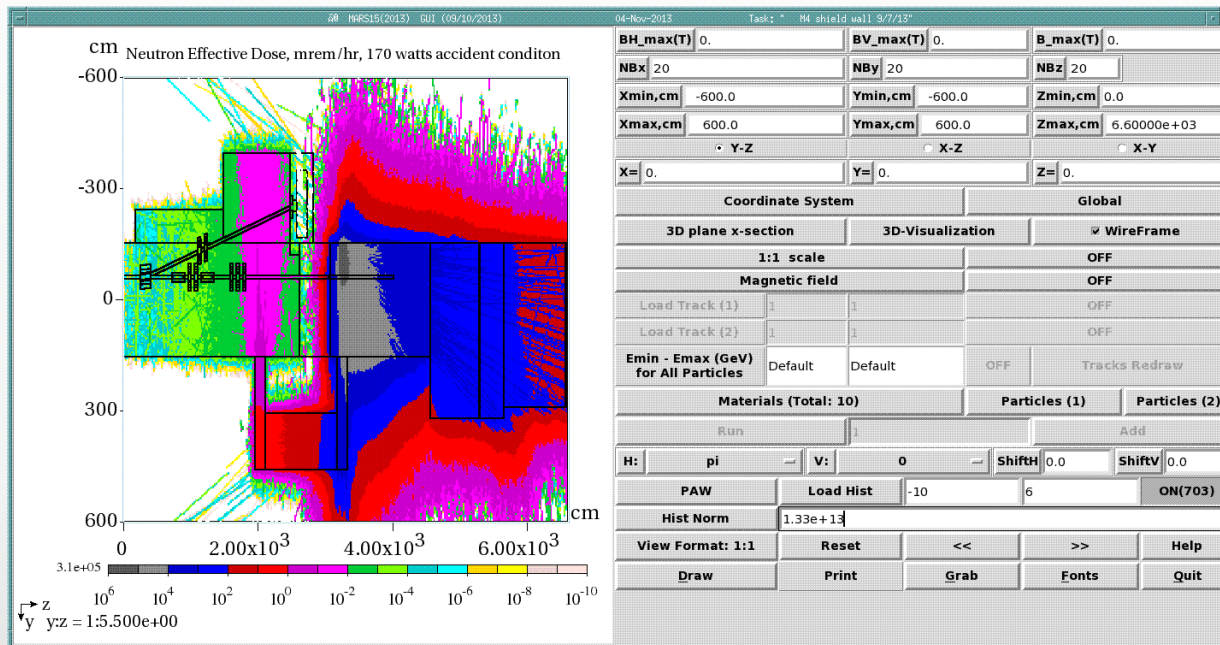 MARS15(2013) GUI (09/10/2013) 04-Nov-2013 Task: " M4 shield wall 9/7/13"
cm Neutron Effective Dose, mrem/hr, 170 watts accident conditon
-600
-300
0
300
600
cm
0 2.00x10³ 4.00x10³ 6.00x10³
3.1e+05
10⁶ 10⁴ 10² 10⁰ 10⁻² 10⁻⁴ 10⁻⁶ 10⁻⁸ 10⁻¹⁰
z
y y:z = 1:5.500e+00
BH_max(T) 0. BV_max(T) 0. B_max(T) 0.
NBx 20 NBy 20 NBz 20
Xmin,cm -600.0 Ymin,cm -600.0 Zmin,cm 0.0
Xmax,cm 600.0 Ymax,cm 600.0 Zmax,cm 6.60000e+03
Y-Z X-Z X-Y
X= 0. Y= 0. Z= 0.
Coordinate System Global
3D plane x-section 3D-Visualization WireFrame
1:1 scale OFF
Magnetic field OFF
Load Track (1) 1 1 OFF
Load Track (2) 1 1 OFF
Emin - Emax (GeV)
for All Particles Default Default OFF Tracks Redraw
Materials (Total: 10) Particles (1) Particles (2)
Run 1 Add
H: pi V: 0 ShiftH 0.0 ShiftV 0.0
PAW Load Hist -10 6 ON(703)
Hist Norm 1.33e+13
View Format: 1:1 Reset << >> Help
Draw Print Grab Fonts Quit